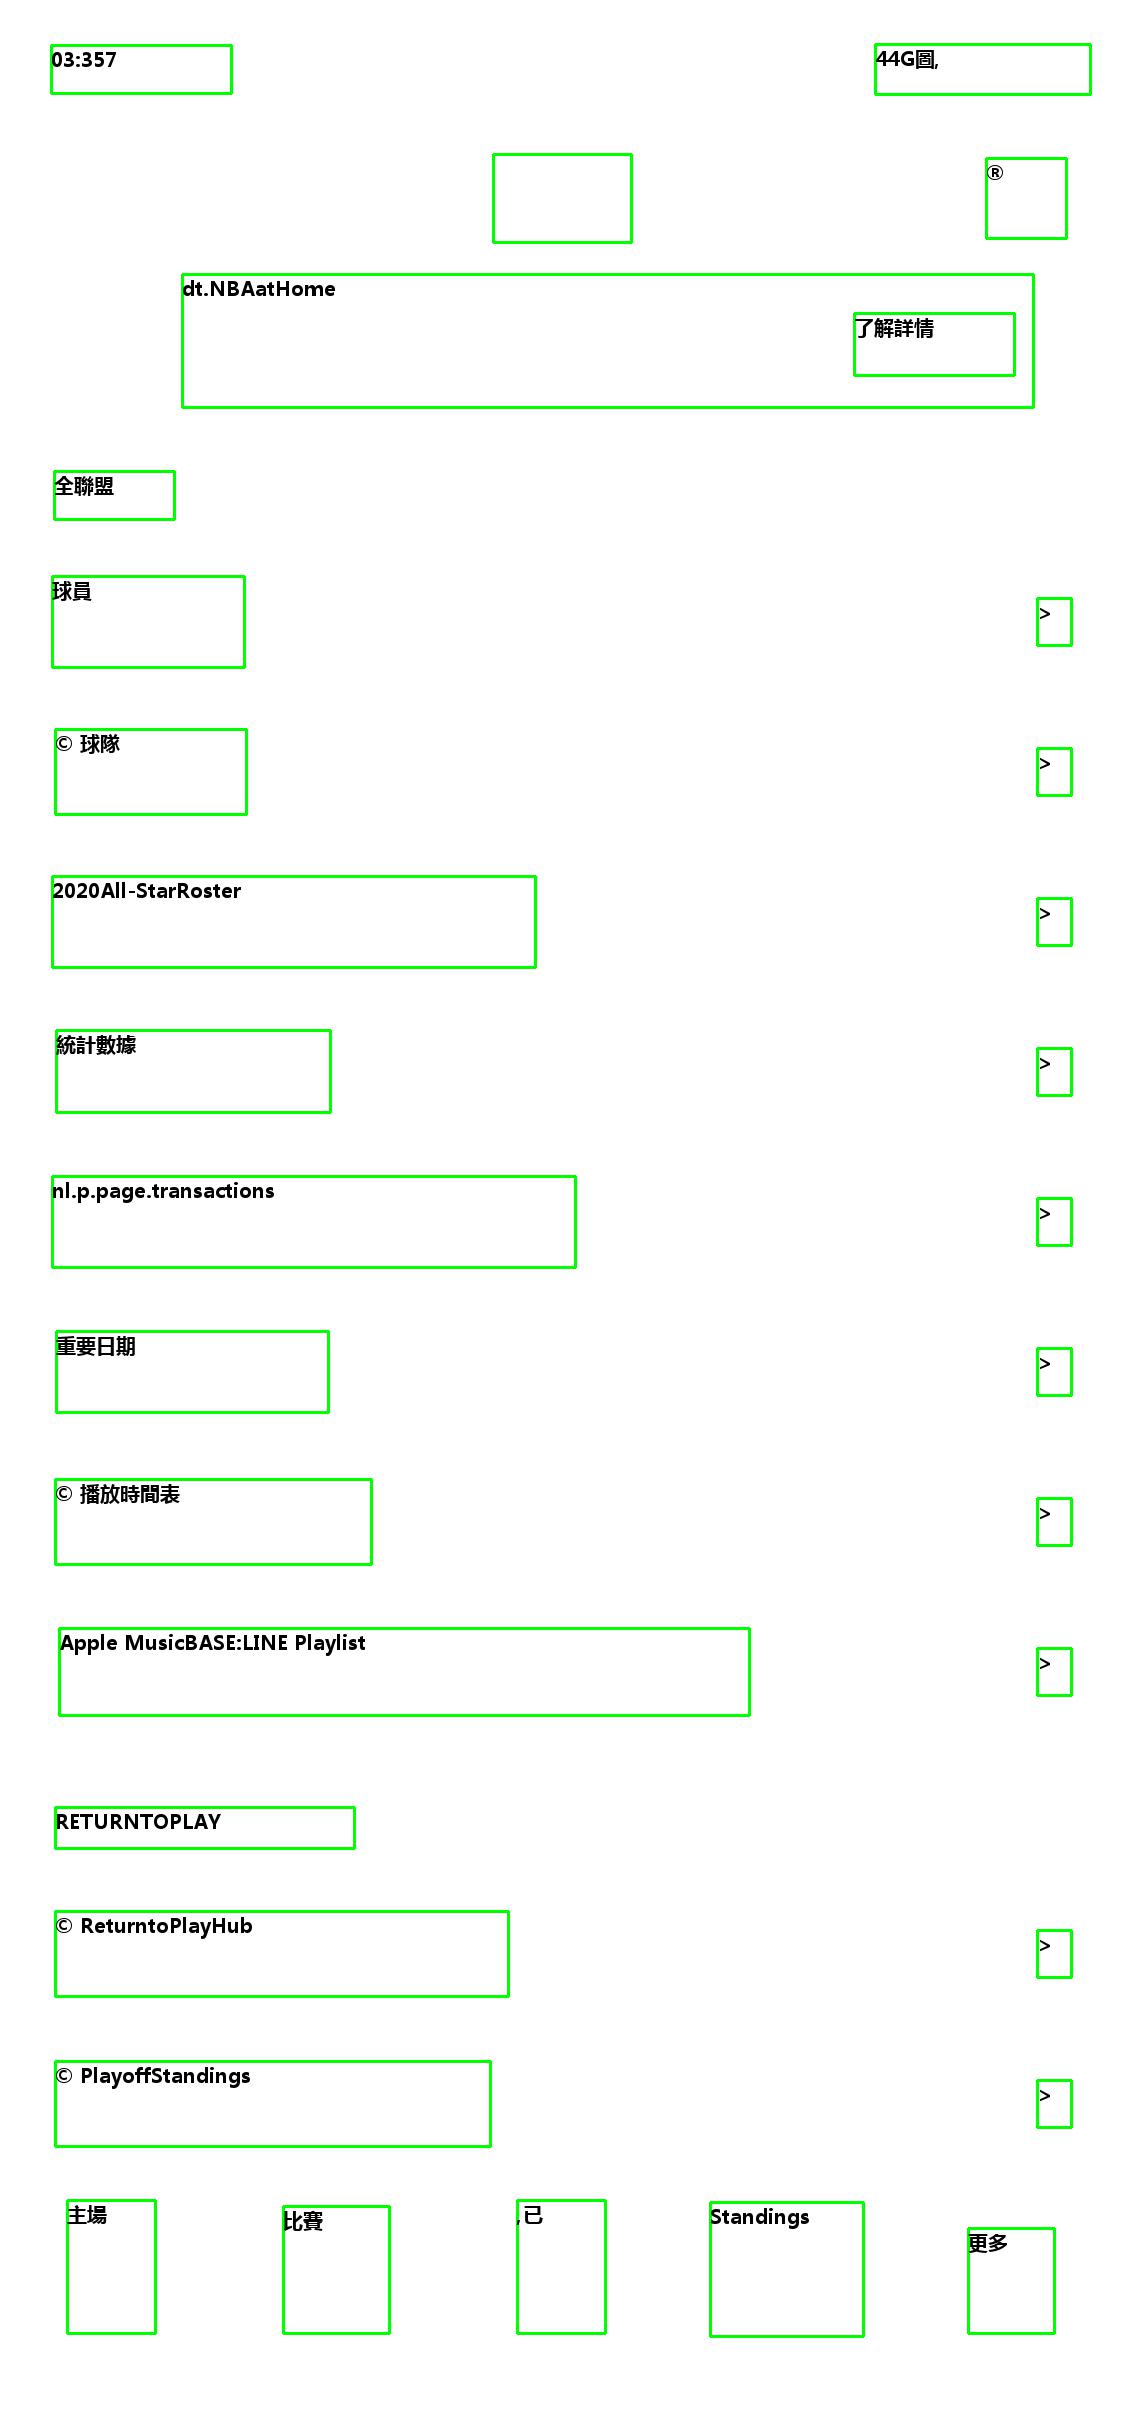 03:357
44G圖,
®
dt.NBAatHome
了解詳情
全聯盟
球員 >
© 球隊 >
2020All-StarRoster >
統計數據 >
nl.p.page.transactions >
重要日期 >
© 播放時間表 >
Apple MusicBASE:LINE Playlist >
RETURNTOPLAY
© ReturntoPlayHub >
© PlayoffStandings >
主場 比賽 ,已 Standings 更多